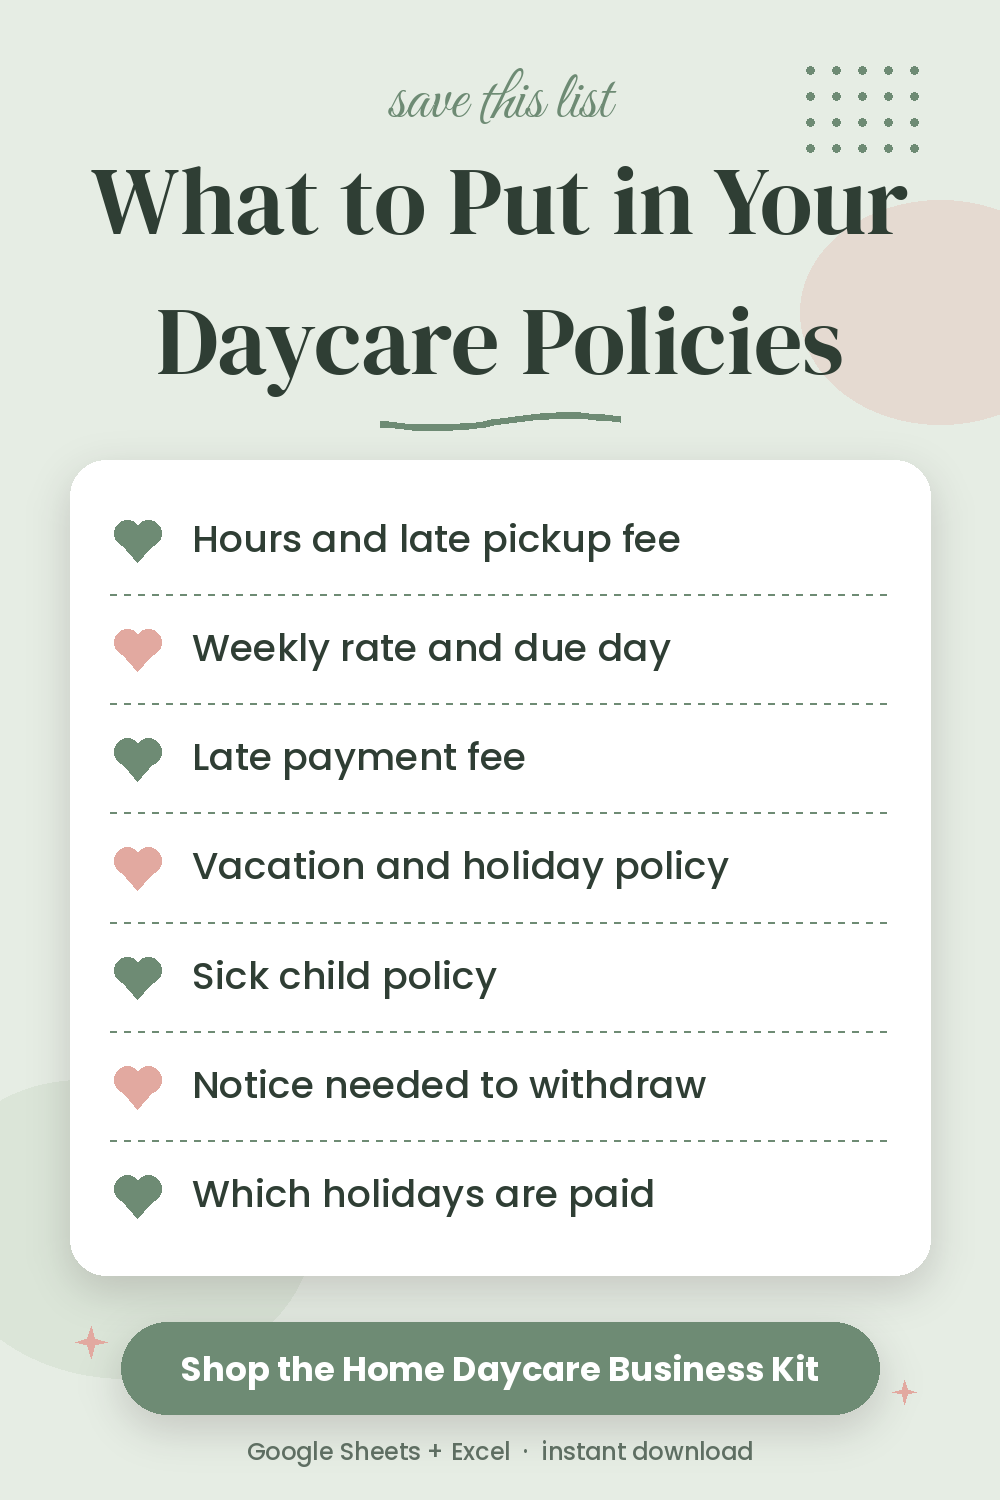 save this list
What to Put in Your
Daycare Policies
Hours and late pickup fee
Weekly rate and due day
Late payment fee
Vacation and holiday policy
Sick child policy
Notice needed to withdraw
Which holidays are paid
Shop the Home Daycare Business Kit
Google Sheets + Excel · instant download